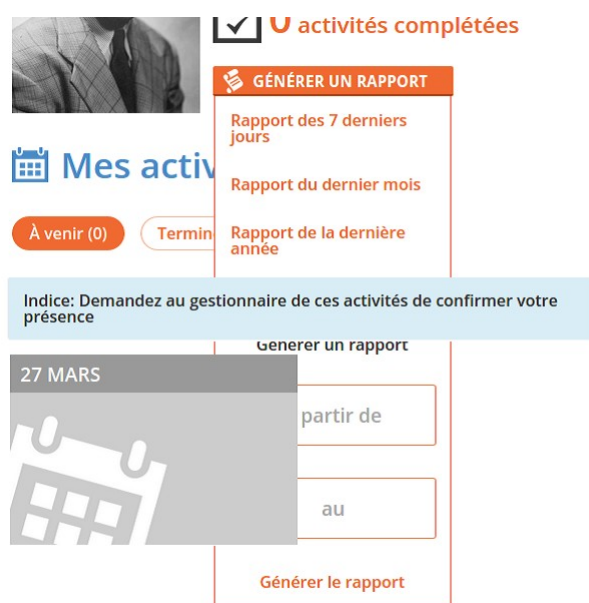 0 activités complétées
GÉNÉRER UN RAPPORT
Rapport des 7 derniers
jours
Mes activ
Rapport du dernier mois
À venir (0)
Termin
Rapport de la dernière
année
Indice: Demandez au gestionnaire de ces activités de confirmer votre
présence
Générer un rapport
27 MARS
partir de
au
Générer le rapport